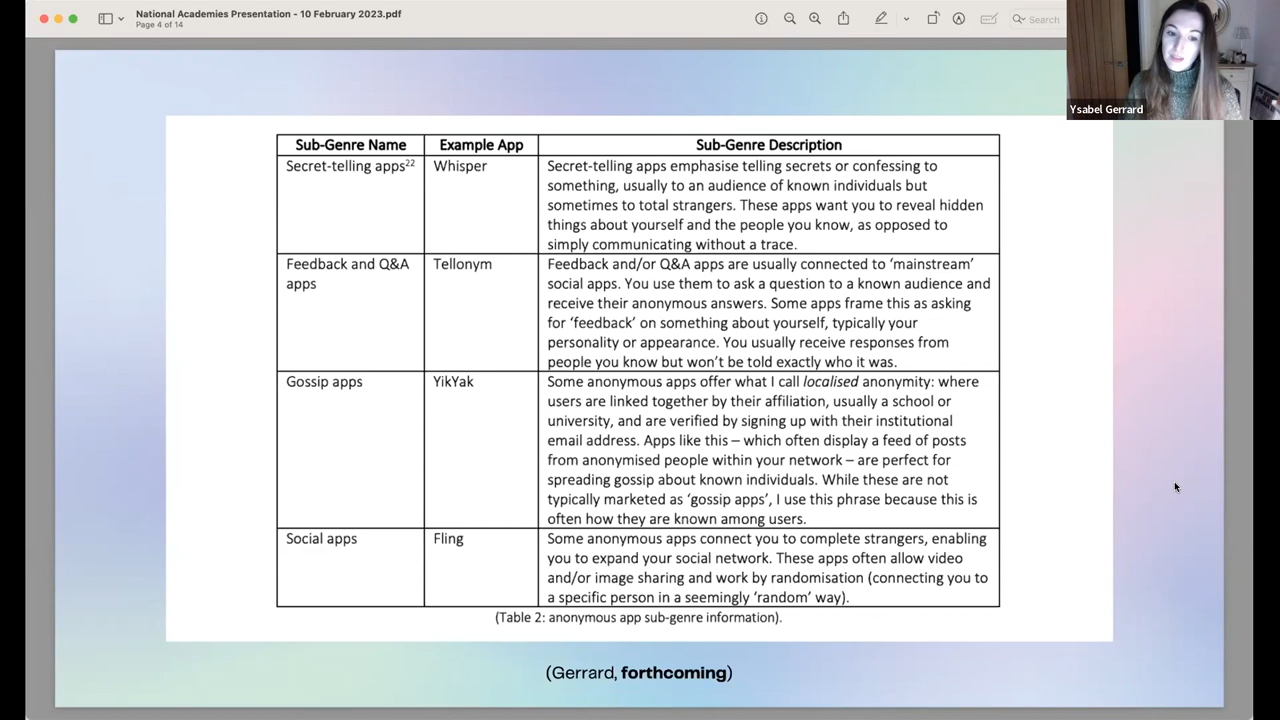 National Academies Presentation - 10 February 2023.pdf
Page 4 of 14
Search
Ysabel Gerrard
Sub-Genre Name Example App Sub-Genre Description
Secret-telling apps22 Whisper Secret-telling apps emphasise telling secrets or confessing to
something, usually to an audience of known individuals but
sometimes to total strangers. These apps want you to reveal hidden
things about yourself and the people you know, as opposed to
simply communicating without a trace.
Feedback and Q&A Tellonym Feedback and/or Q&A apps are usually connected to ‘mainstream’
apps social apps. You use them to ask a question to a known audience and
receive their anonymous answers. Some apps frame this as asking
for ‘feedback’ on something about yourself, typically your
personality or appearance. You usually receive responses from
people you know but won’t be told exactly who it was.
Gossip apps YikYak Some anonymous apps offer what I call localised anonymity: where
users are linked together by their affiliation, usually a school or
university, and are verified by signing up with their institutional
email address. Apps like this – which often display a feed of posts
from anonymised people within your network – are perfect for
spreading gossip about known individuals. While these are not
typically marketed as ‘gossip apps’, I use this phrase because this is
often how they are known among users.
Social apps Fling Some anonymous apps connect you to complete strangers, enabling
you to expand your social network. These apps often allow video
and/or image sharing and work by randomisation (connecting you to
a specific person in a seemingly ‘random’ way).
(Table 2: anonymous app sub-genre information).
(Gerrard, forthcoming)